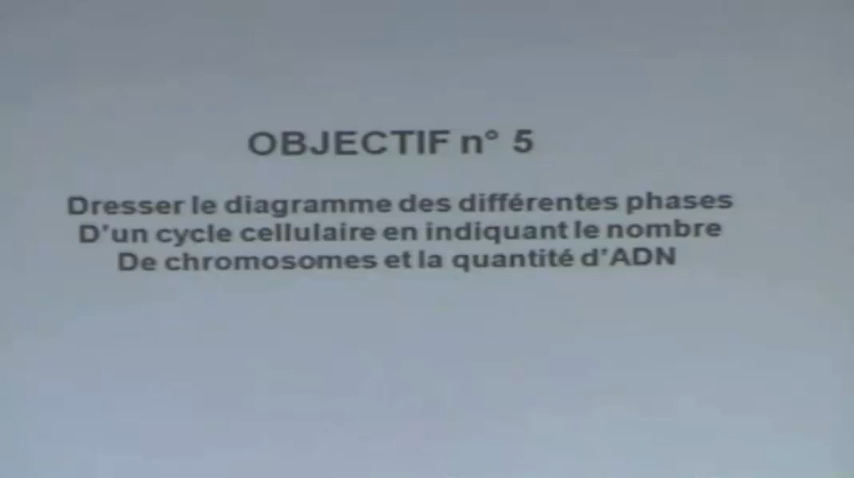 OBJECTIF n° 5
Dresser le diagramme des différentes phases
D'un cycle cellulaire en indiquant le nombre
De chromosomes et la quantité d'ADN